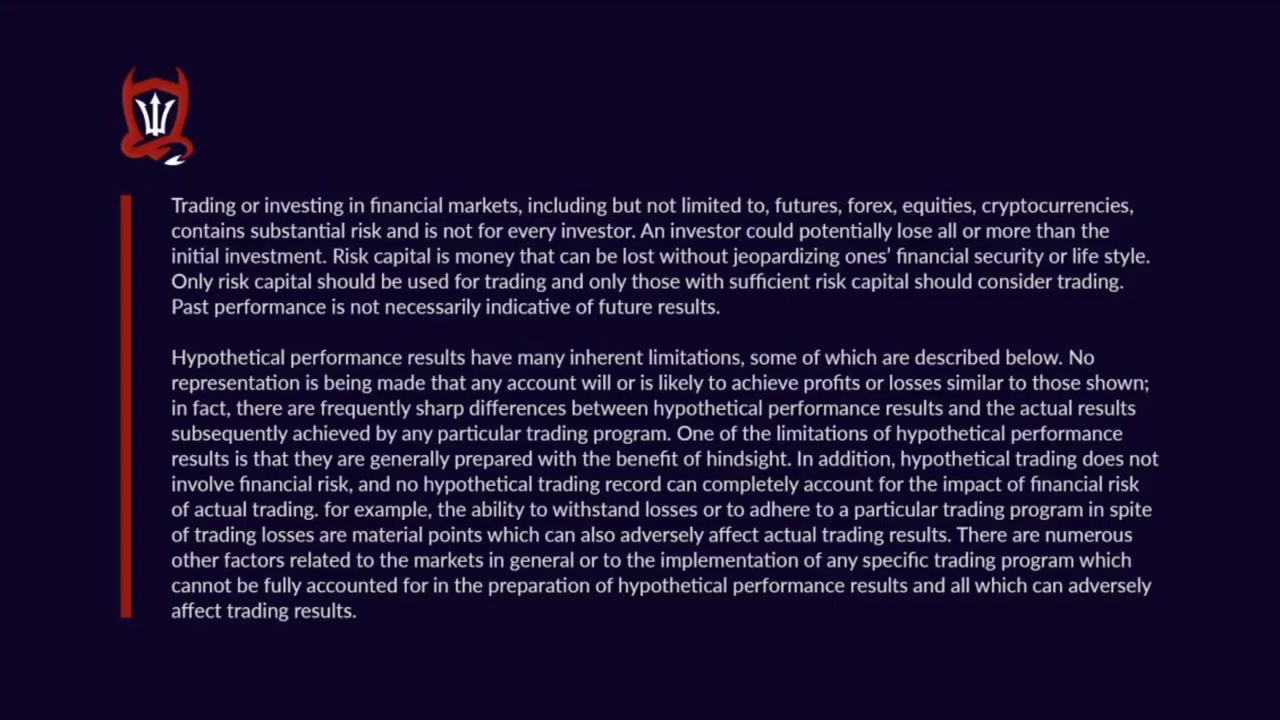 Trading or investing in financial markets, including but not limited to, futures, forex, equities, cryptocurrencies,
contains substantial risk and is not for every investor. An investor could potentially lose all or more than the
initial investment. Risk capital is money that can be lost without jeopardizing ones’ financial security or life style.
Only risk capital should be used for trading and only those with sufficient risk capital should consider trading.
Past performance is not necessarily indicative of future results.
Hypothetical performance results have many inherent limitations, some of which are described below. No
representation is being made that any account will or is likely to achieve profits or losses similar to those shown;
in fact, there are frequently sharp differences between hypothetical performance results and the actual results
subsequently achieved by any particular trading program. One of the limitations of hypothetical performance
results is that they are generally prepared with the benefit of hindsight. In addition, hypothetical trading does not
involve financial risk, and no hypothetical trading record can completely account for the impact of financial risk
of actual trading. for example, the ability to withstand losses or to adhere to a particular trading program in spite
of trading losses are material points which can also adversely affect actual trading results. There are numerous
other factors related to the markets in general or to the implementation of any specific trading program which
cannot be fully accounted for in the preparation of hypothetical performance results and all which can adversely
affect trading results.